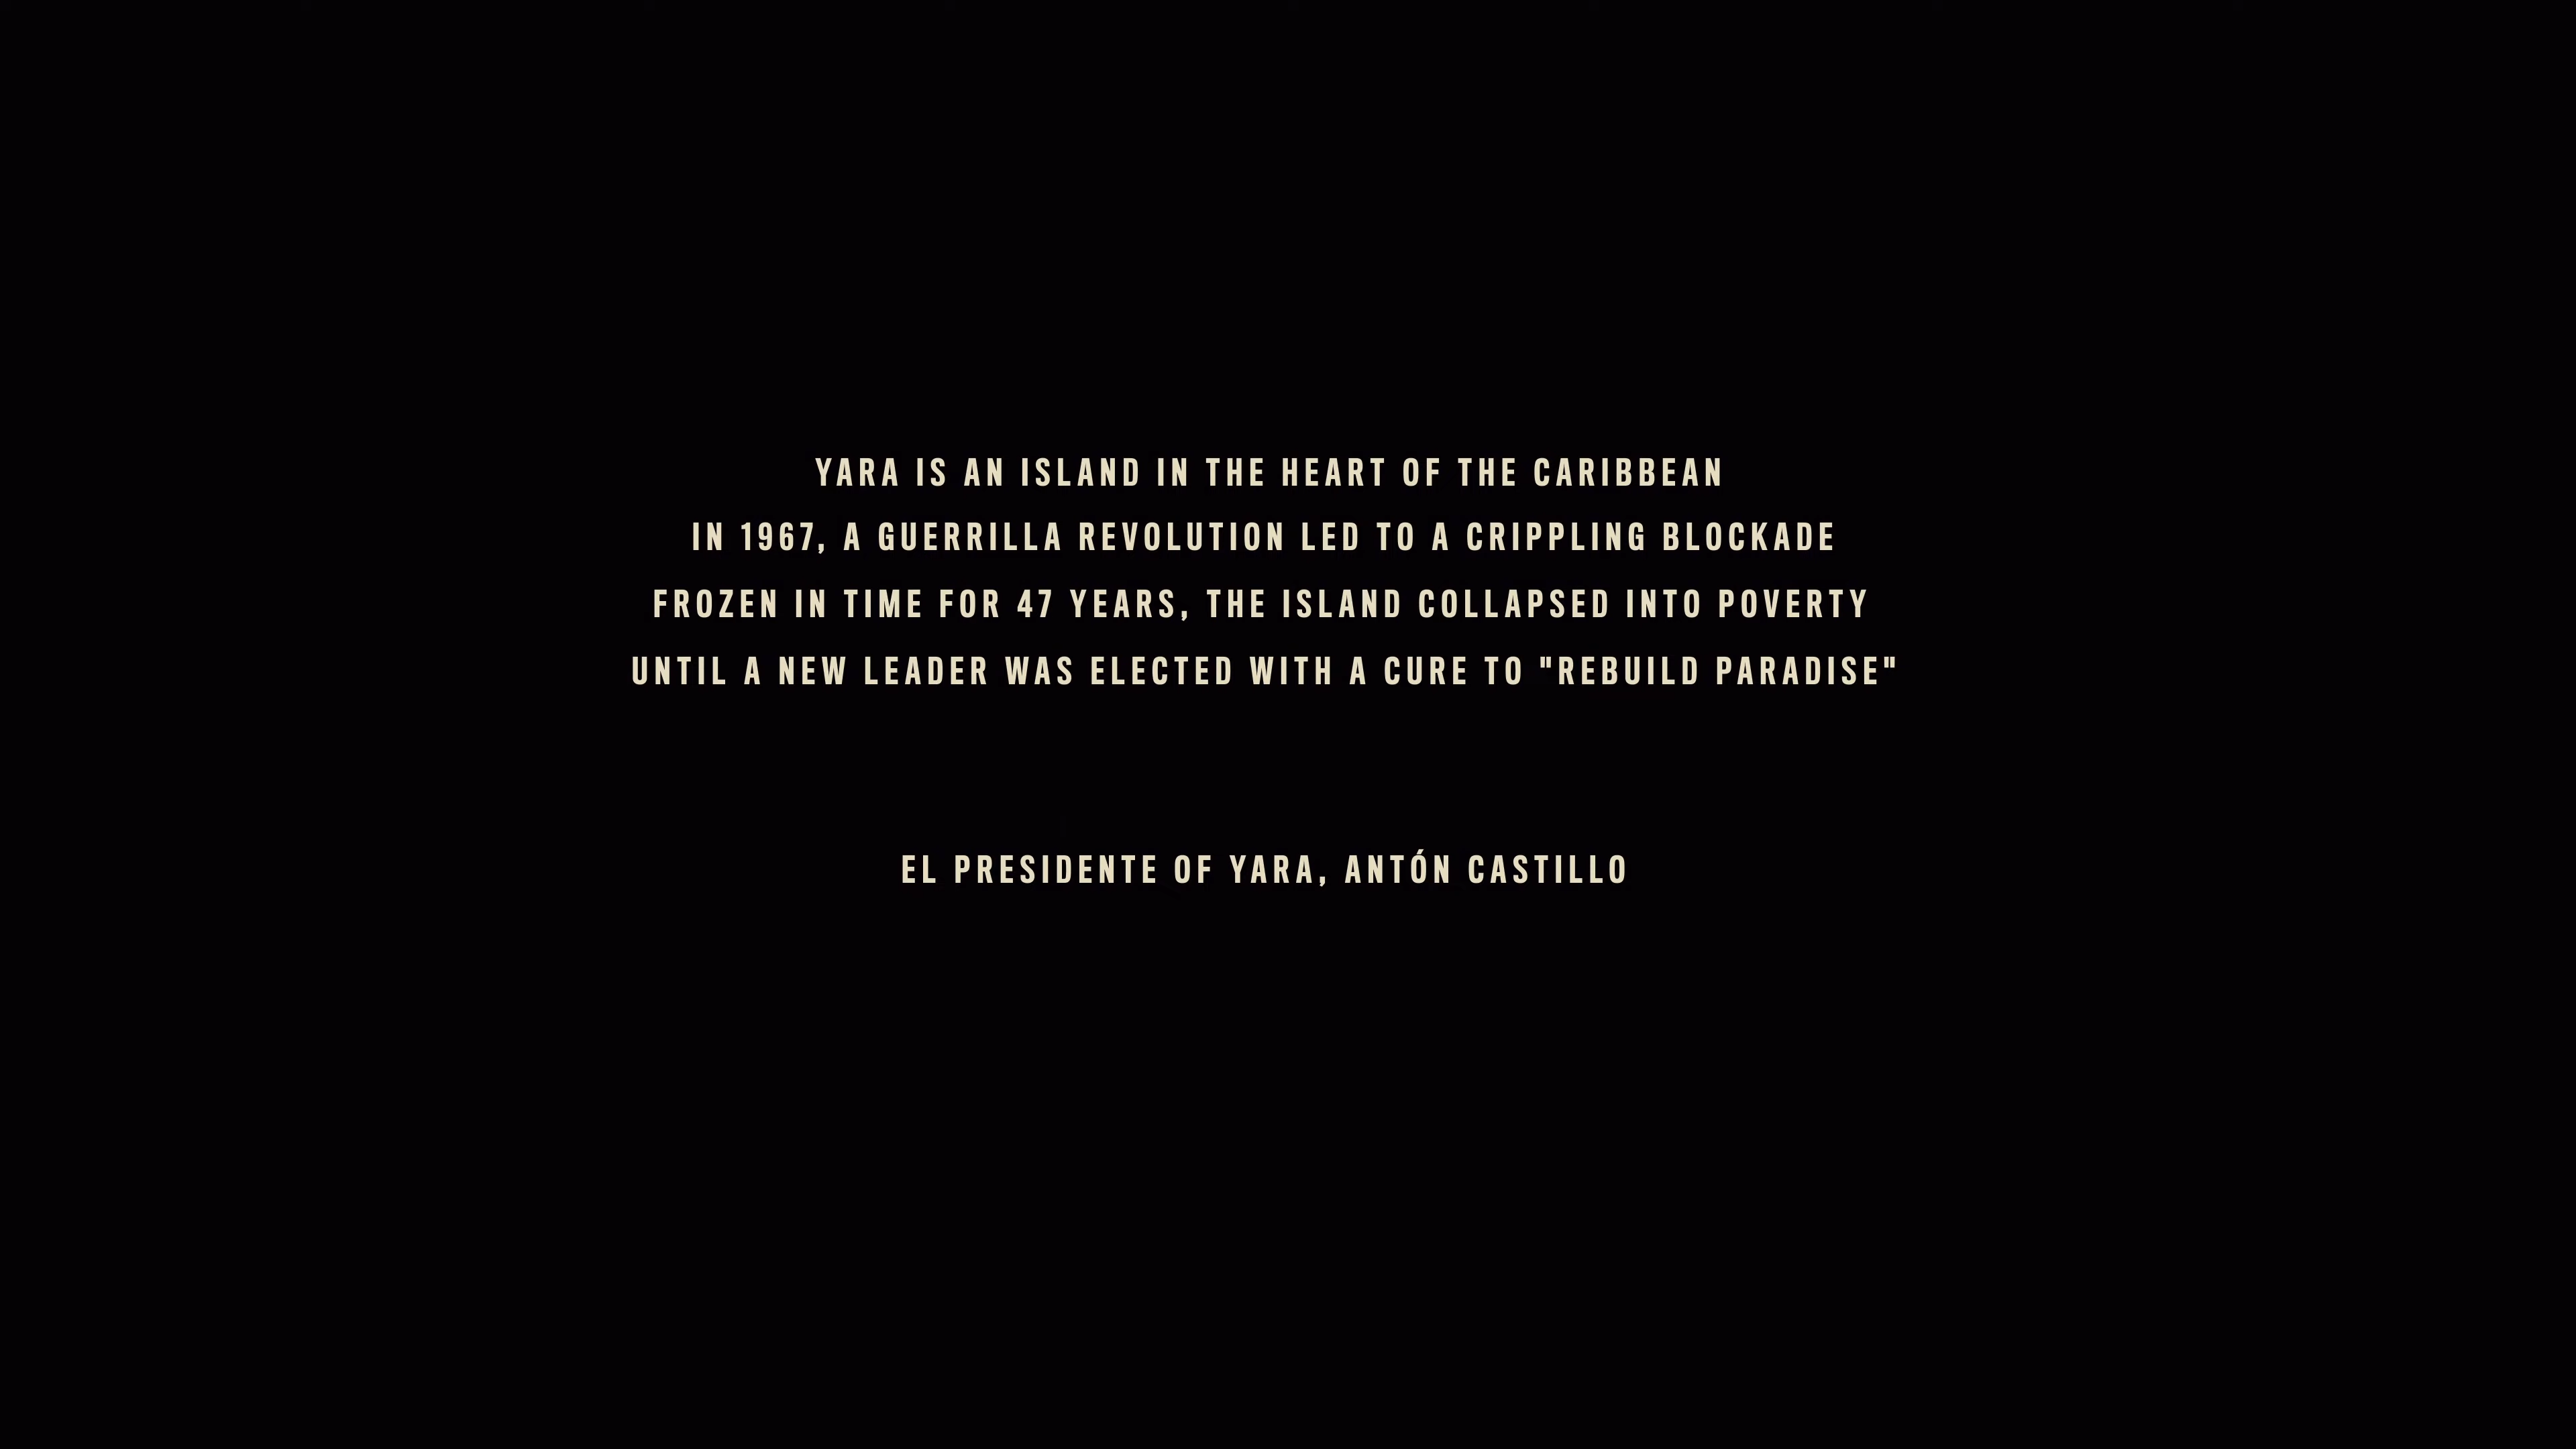 YARA IS AN ISLAND IN THE HEART OF THE CARIBBEAN
IN 1967, A GUERRILLA REVOLUTION LED TO A CRIPPLING BLOCKADE
FROZEN IN TIME FOR 47 YEARS, THE ISLAND COLLAPSED INTO POVERTY
UNTIL A NEW LEADER WAS ELECTED WITH A CURE TO "REBUILD PARADISE"
EL PRESIDENTE OF YARA, ANTÓN CASTILLO